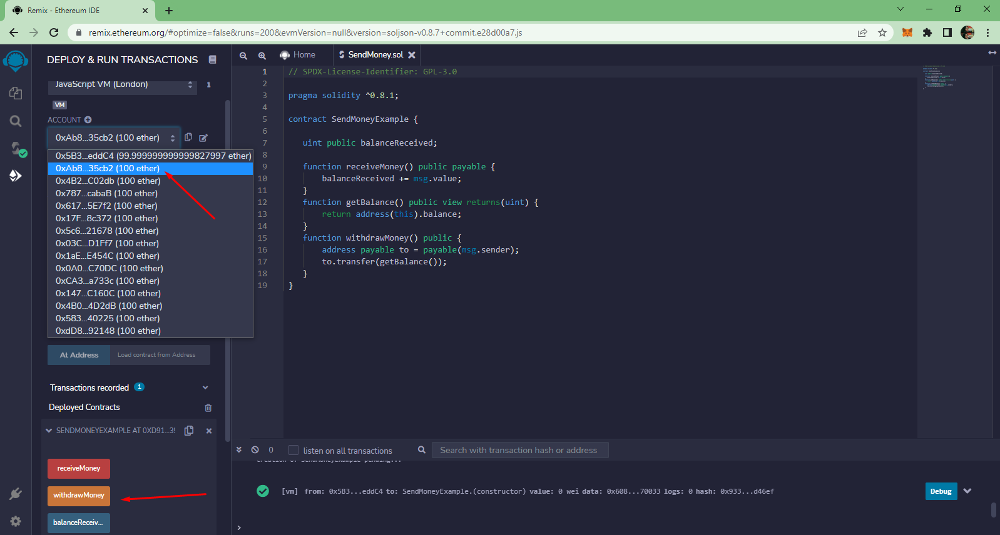 Remix - Ethereum IDE
remix.ethereum.org/#optimize=false&runs=200&evmVersion=null&version=soljson-v0.8.7+commit.e28d00a7.js
DEPLOY & RUN TRANSACTIONS
JavaScript VM (London)
VM
ACCOUNT
0xAb8...35cb2 (100 ether)
0x5B3...eddC4 (99.999999999999827997 ether)
0xAb8...35cb2 (100 ether)
0x4B2...C02db (100 ether)
0x787...cabaB (100 ether)
0x617...5E7f2 (100 ether)
0x17F...8c372 (100 ether)
0x5c6...21678 (100 ether)
0x03C...D1Ff7 (100 ether)
0x1aE...E454C (100 ether)
0x0A0...C70DC (100 ether)
0xCA3...a733c (100 ether)
0x147...C160C (100 ether)
0x4B0...4D2dB (100 ether)
0x583...40225 (100 ether)
0xdD8...92148 (100 ether)
At Address
Load contract from Address
Transactions recorded 1
Deployed Contracts
SENDMONEYEXAMPLE AT 0XD91...39
receiveMoney
withdrawMoney
balanceReceiv...
Home
SendMoney.sol
1 // SPDX-License-Identifier: GPL-3.0
2
3 pragma solidity ^0.8.1;
4
5 contract SendMoneyExample {
6
7 uint public balanceReceived;
8
9 function receiveMoney() public payable {
10 balanceReceived += msg.value;
11 }
12 function getBalance() public view returns(uint) {
13 return address(this).balance;
14 }
15 function withdrawMoney() public {
16 address payable to = payable(msg.sender);
17 to.transfer(getBalance());
18 }
19 }
0
listen on all transactions
Search with transaction hash or address
creation of SendMoneyExample pending...
[vm] from: 0x5B3...eddC4 to: SendMoneyExample.(constructor) value: 0 wei data: 0x608...70033 logs: 0 hash: 0x933...d46ef
Debug
>